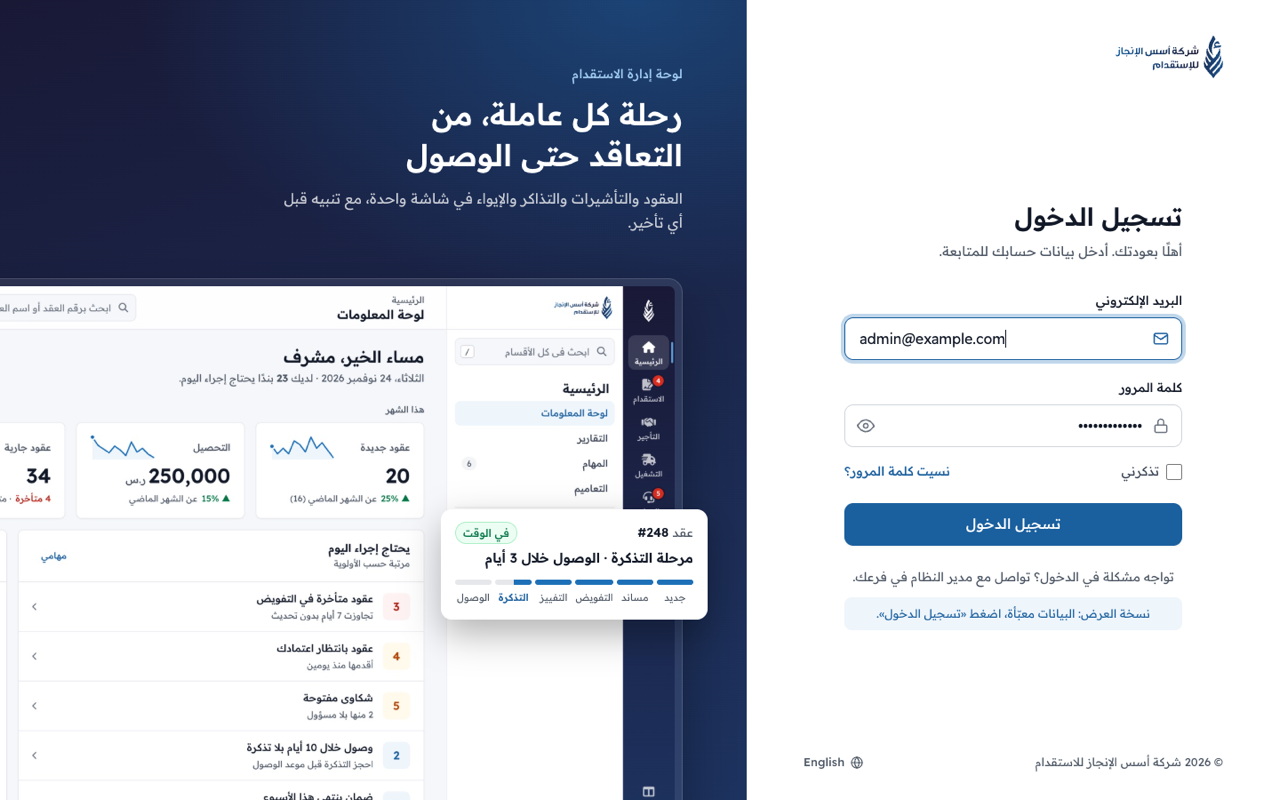 شركة أسس الإنجاز
للإستقدام
تسجيل الدخول
أهلًا بعودتك. أدخل بيانات حسابك للمتابعة.
البريد الإلكتروني
admin@example.com
كلمة المرور
•••••••••••••
تذكرني
نسيت كلمة المرور؟
تسجيل الدخول
تواجه مشكلة في الدخول؟ تواصل مع مدير النظام في فرعك.
نسخة العرض: البيانات معبّأة، اضغط «تسجيل الدخول».
© 2026 شركة أسس الإنجاز للاستقدام
English
لوحة إدارة الاستقدام
رحلة كل عاملة، من
التعاقد حتى الوصول
العقود والتأشيرات والتذاكر والإيواء في شاشة واحدة، مع تنبيه قبل
أي تأخير.
الرئيسية
4
الاستقدام
التأجير
التشغيل
5
شركة أسس الإنجاز
للإستقدام
ابحث في كل الأقسام
/
الرئيسية
لوحة المعلومات
التقارير
المهام
6
التعاميم
الرئيسية
لوحة المعلومات
ابحث برقم العقد أو اسم
مساء الخير، مشرف
الثلاثاء، 24 نوفمبر 2026 · لديك 23 بندًا يحتاج إجراء اليوم.
هذا الشهر
عقود جديدة
20
▲ 25% عن الشهر الماضي (16)
التحصيل
250,000 ر.س
▲ 15% عن الشهر الماضي
عقود جارية
34
4 متأخرة ·
عقد #248
في الوقت
مرحلة التذكرة · الوصول خلال 3 أيام
جديد
مساند
التفويض
التفييز
التذكرة
الوصول
يحتاج إجراء اليوم
مرتبة حسب الأولوية
مهامي
3
عقود متأخرة في التفويض
تجاوزت 7 أيام بدون تحديث
4
عقود بانتظار اعتمادك
أقدمها منذ يومين
5
شكاوى مفتوحة
2 منها بلا مسؤول
2
وصول خلال 10 أيام بلا تذكرة
احجز التذكرة قبل موعد الوصول
ضمان ينتهي هذا الأسبوع